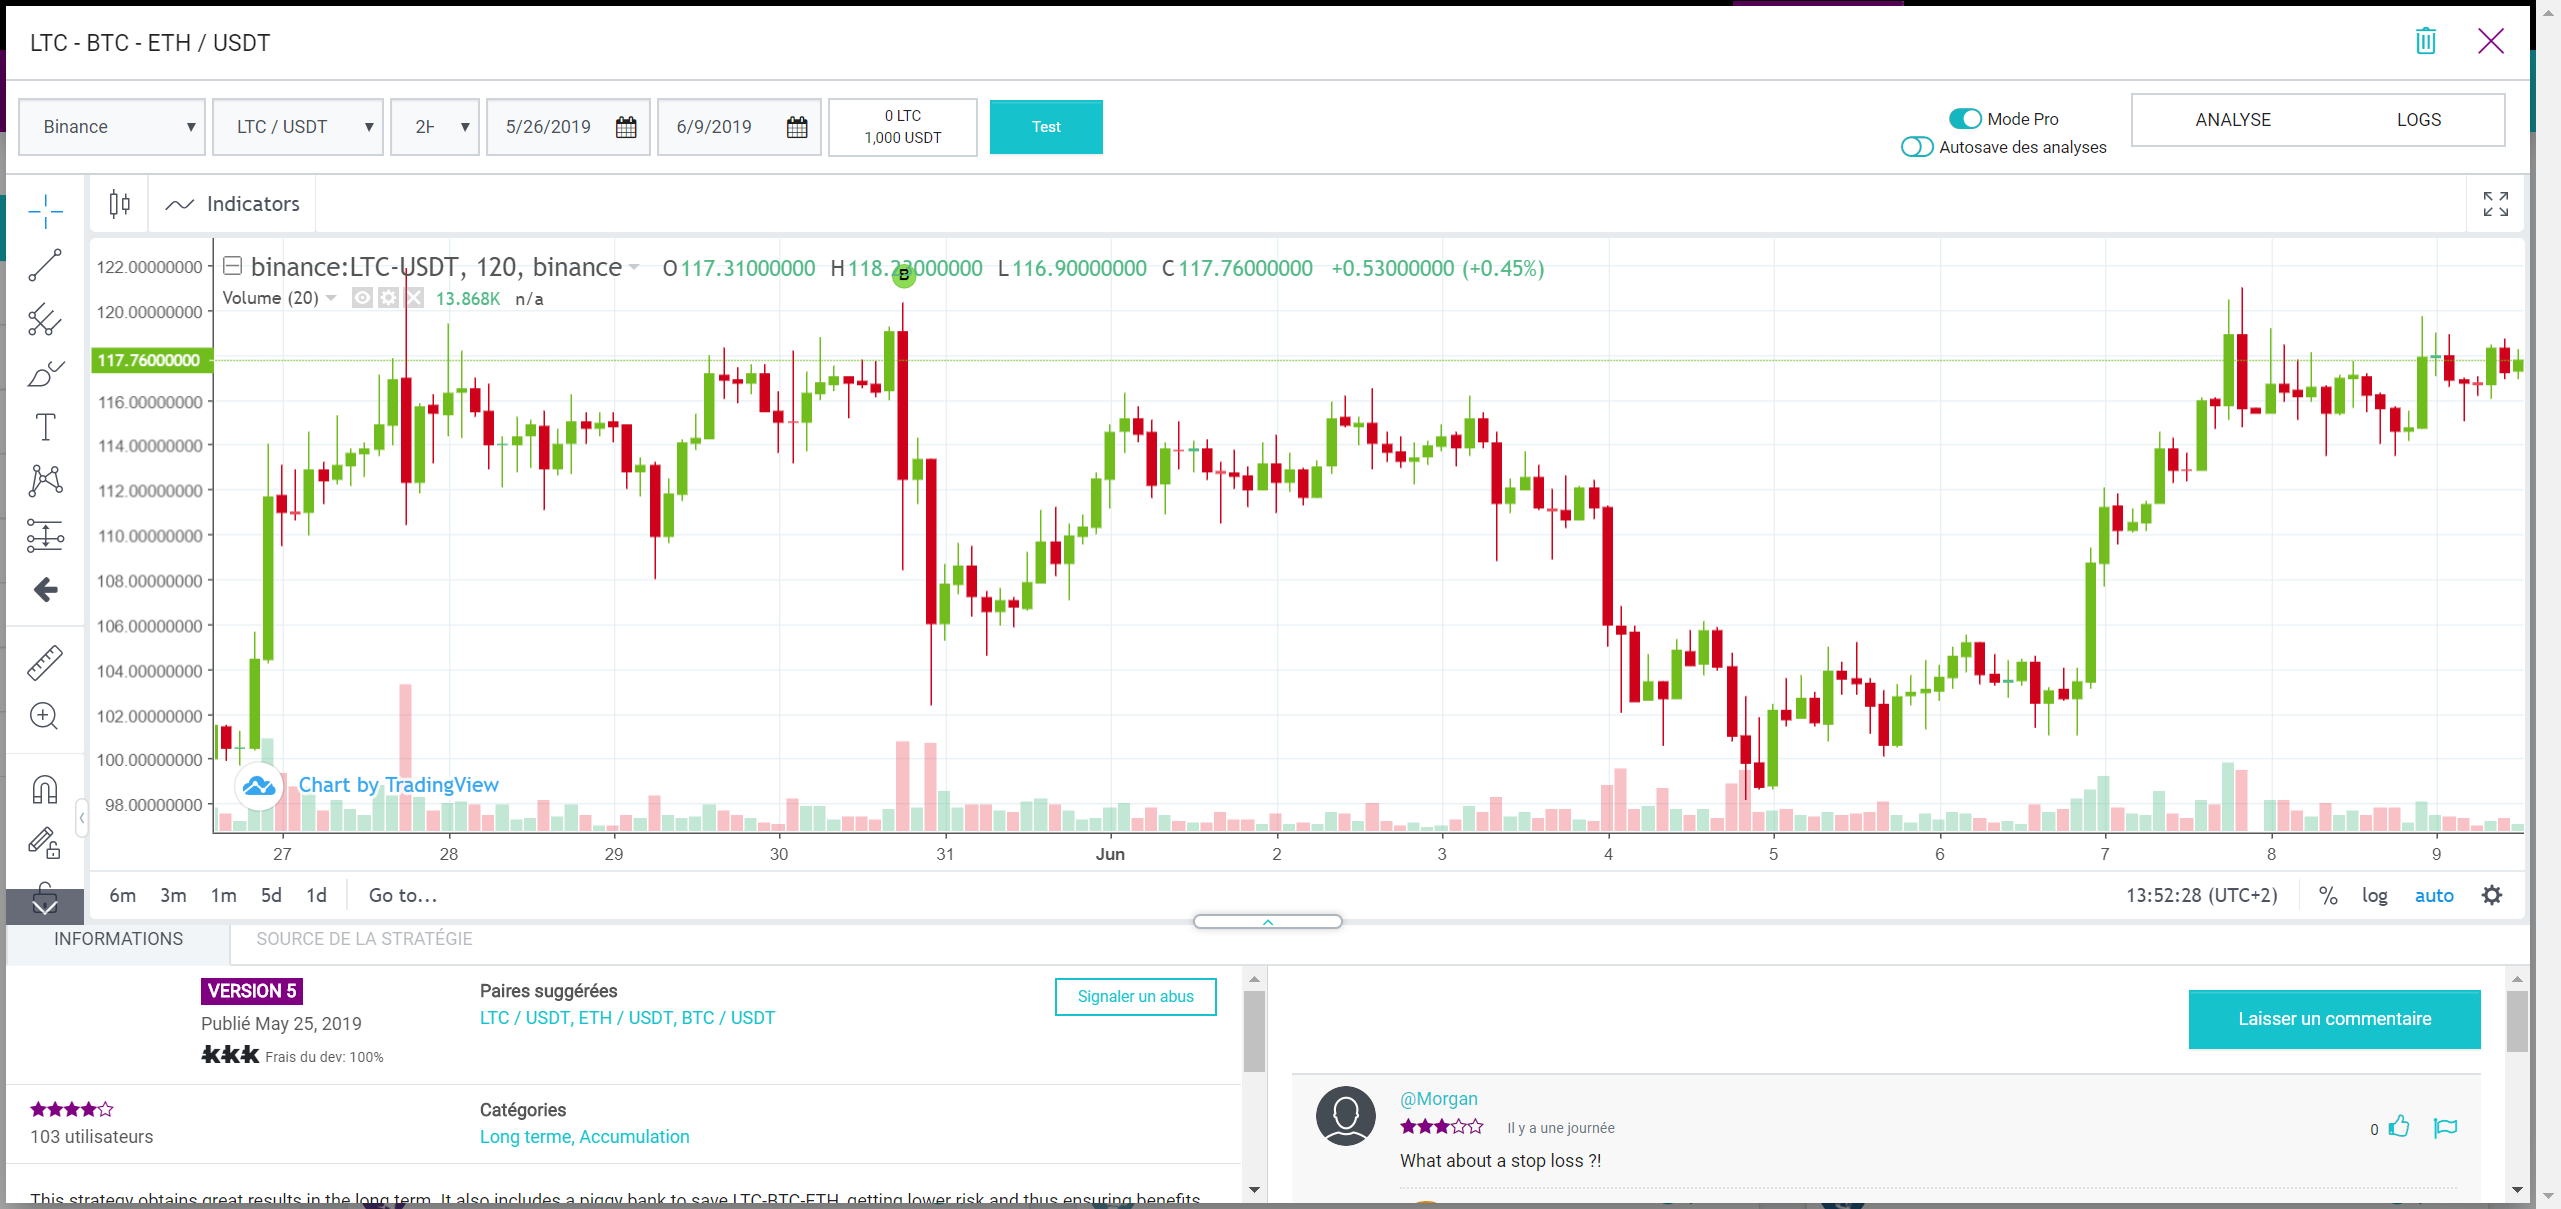 LTC - BTC - ETH / USDT
Binance
LTC / USDT
5/26/2019
6/9/2019
0 LTC
1,000 USDT
Test
Mode Pro
Autosave des analyses
ANALYSE
LOGS
Indicators
binance:LTC-USDT, 120, binance O 117.31000000 H 118.23000000 L 116.90000000 C 117.76000000 +0.53000000 (+0.45%)
Volume (20) 13.868K n/a
B
122.00000000
120.00000000
117.76000000
116.00000000
114.00000000
112.00000000
110.00000000
108.00000000
106.00000000
104.00000000
102.00000000
100.00000000
98.00000000
Chart by TradingView
27 28 29 30 31 Jun 2 3 4 5 6 7 8 9
6m 3m 1m 5d 1d Go to...
13:52:28 (UTC+2) % log auto
INFORMATIONS
SOURCE DE LA STRATÉGIE
VERSION 5
Publié May 25, 2019
Frais du dev: 100%
Paires suggérées
LTC / USDT, ETH / USDT, BTC / USDT
Signaler un abus
103 utilisateurs
Catégories
Long terme, Accumulation
This strategy obtains great results in the long term. It also includes a piggy bank to save LTC-BTC-ETH, getting lower risk and thus ensuring benefits
Laisser un commentaire
@Morgan
Il y a une journée
0
What about a stop loss ?!